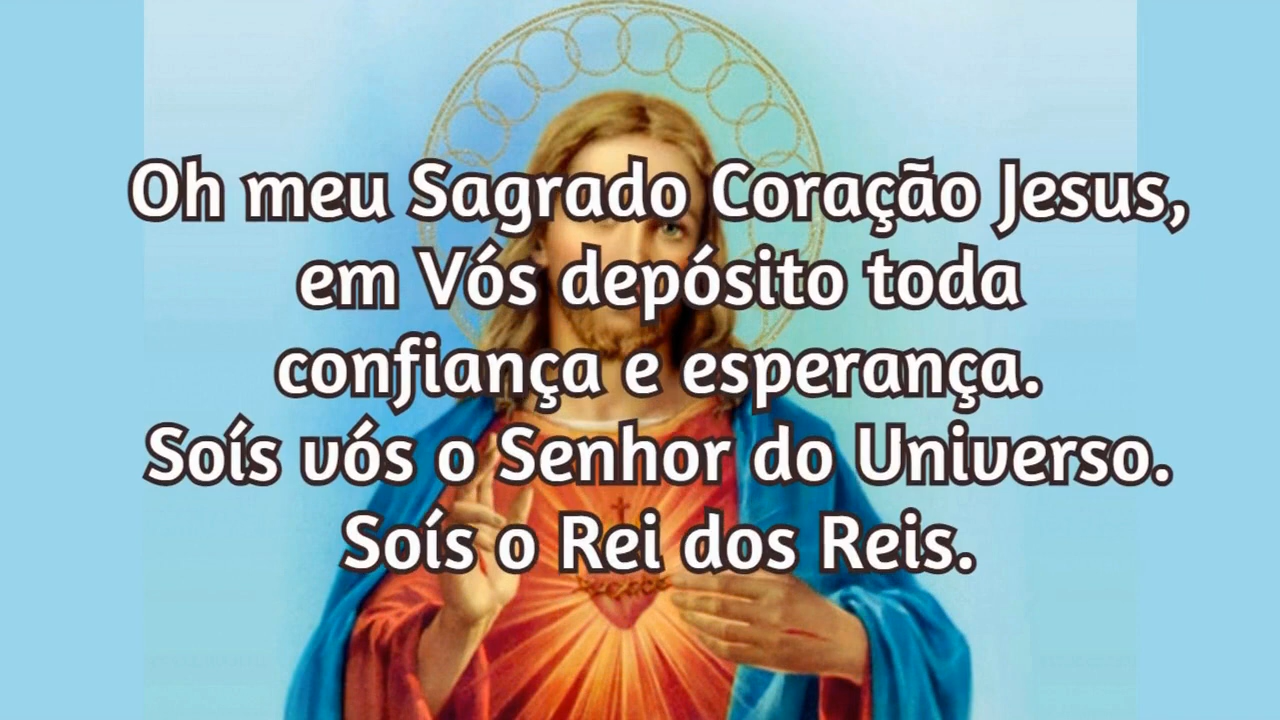 Oh meu Sagrado Coração Jesus,
em Vós depósito toda
confiança e esperança.
Soís vós o Senhor do Universo.
Soís o Rei dos Reis.